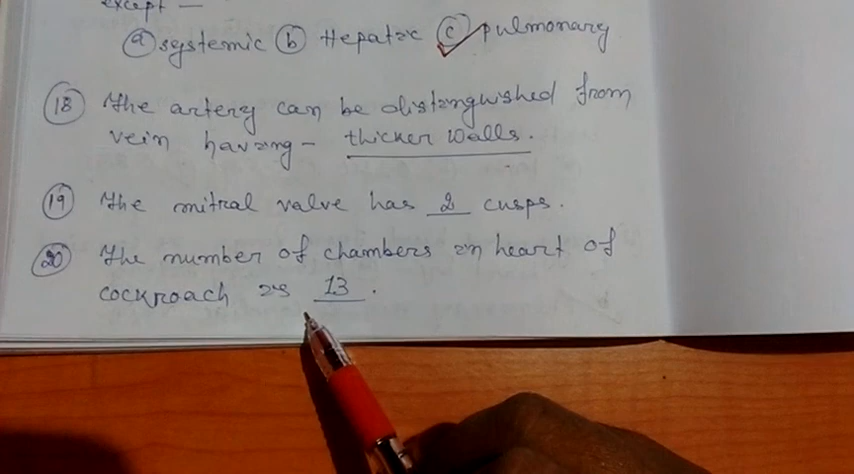 except —
(a) systemic (b) Hepatic (c) pulmonary
(18) The artery can be distinguished from
vein having - thicker walls.
(19) The mitral valve has 2 cusps.
(20) The number of chambers in heart of
cockroach is 13.